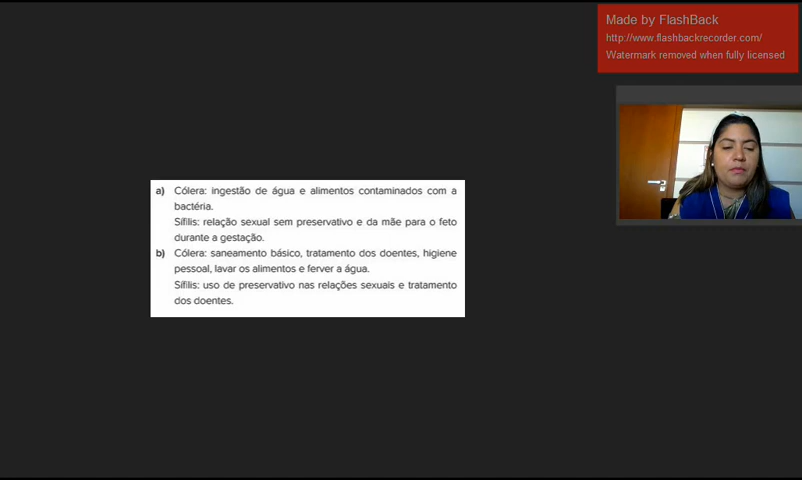 Made by FlashBack
http://www.flashbackrecorder.com/
Watermark removed when fully licensed
a) Cólera: ingestão de água e alimentos contaminados com a
bactéria.
Sífilis: relação sexual sem preservativo e da mãe para o feto
durante a gestação.
b) Cólera: saneamento básico, tratamento dos doentes, higiene
pessoal, lavar os alimentos e ferver a água.
Sífilis: uso de preservativo nas relações sexuais e tratamento
dos doentes.